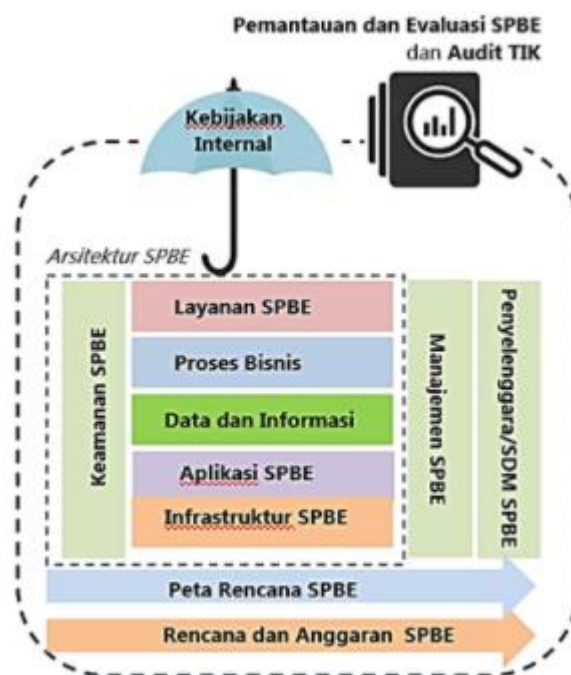 Pemantauan dan Evaluasi SPBE
dan Audit TIK
Kebijakan
Internal
Arsitektur SPBE
Keamanan SPBE
Layanan SPBE
Proses Bisnis
Data dan Informasi
Aplikasi SPBE
Infrastruktur SPBE
Manajemen SPBE
Penyelenggara/SDM SPBE
Peta Rencana SPBE
Rencana dan Anggaran SPBE